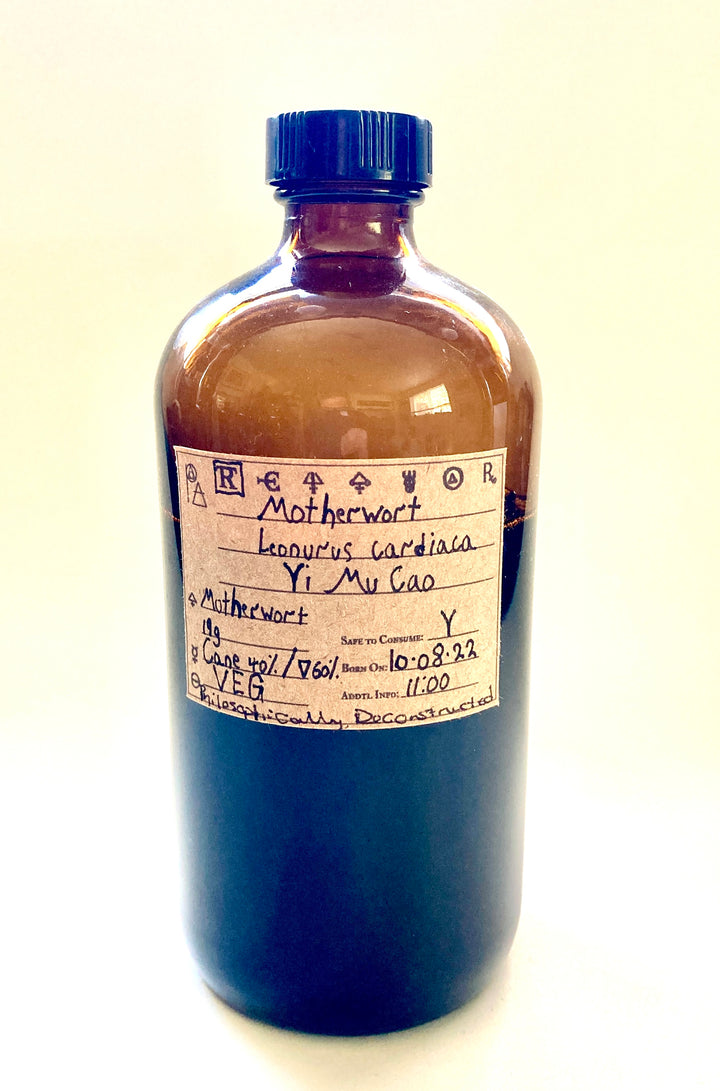 R ℞
Motherwort
Leonurus cardiaca
Yi Mu Cao
Motherwort
19g
SAFE TO CONSUME: Y
Cane 40% / 🜄60%
BORN ON: 10·08·22
VEG
ADDTL INFO: 11:00
Philosophically Deconstructed